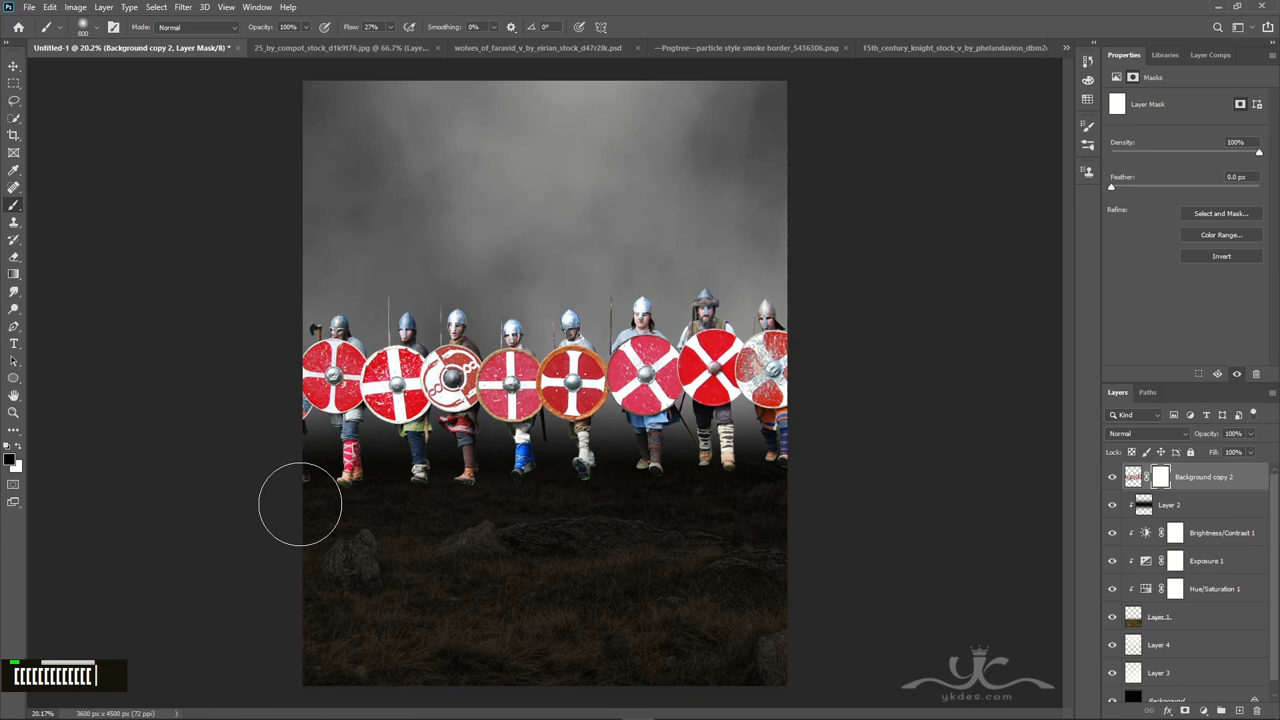 File Edit Image Layer Type Select Filter 3D View Window Help
800 Mode: Normal Opacity: 100% Flow: 27% Smoothing: 0% 0°
Untitled-1 @ 20.2% (Background copy 2, Layer Mask/8) * 25_by_compot_stock_d1k9t76.jpg @ 66.7% (Laye... wolves_of_faravid_v_by_eirian_stock_d47r2lk.psd —Pngtree—particle style smoke border_5436306.png 15th_century_knight_stock_v_by_phelandavion_dbm2
Properties Libraries Layer Comps
Masks
Layer Mask
Density: 100%
Feather: 0.0 px
Refine: Select and Mask...
Color Range...
Invert
Layers Paths
Kind
Normal Opacity: 100%
Lock: Fill: 100%
Background copy 2
Layer 2
Brightness/Contrast 1
Exposure 1
Hue/Saturation 1
Layer 1
Layer 4
Layer 3
Background
[[[[[[[[[[[[[
ykdes.com
20.17% 3600 px x 4500 px (72 ppi)